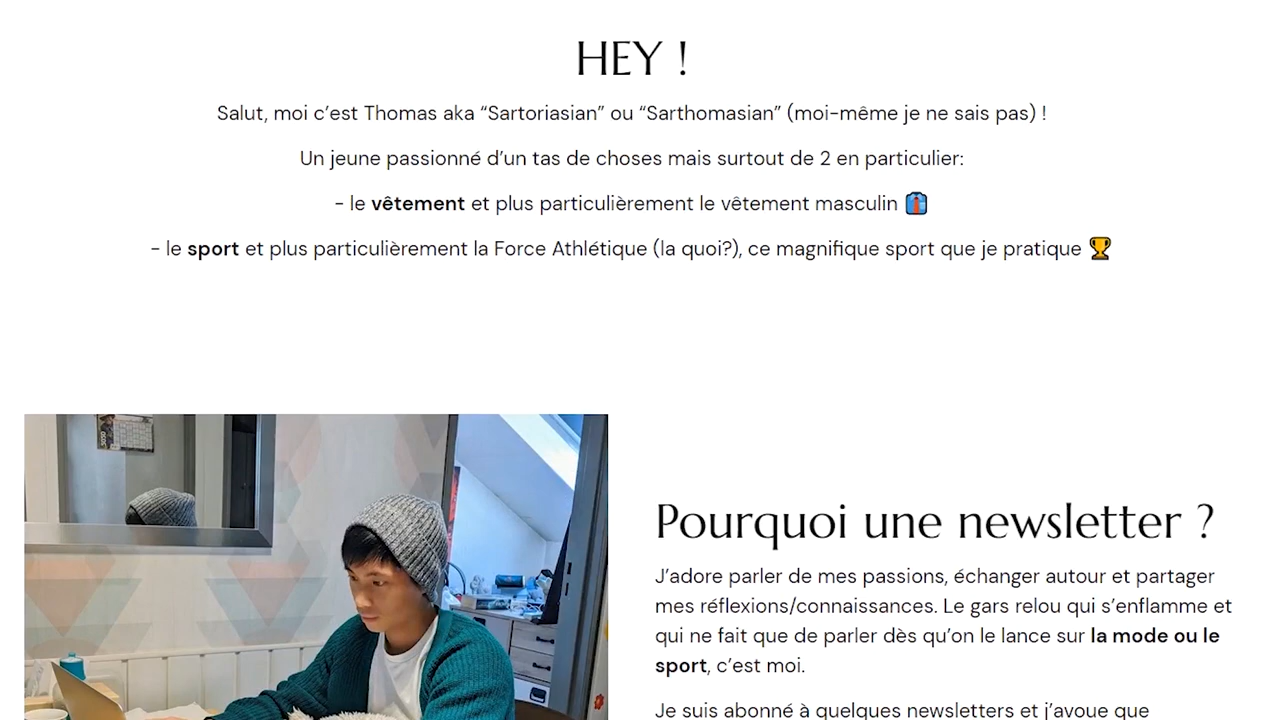 HEY !
Salut, moi c’est Thomas aka “Sartoriasian” ou “Sarthomasian” (moi-même je ne sais pas) !
Un jeune passionné d’un tas de choses mais surtout de 2 en particulier:
- le vêtement et plus particulièrement le vêtement masculin 👔
- le sport et plus particulièrement la Force Athlétique (la quoi?), ce magnifique sport que je pratique 🏆
Pourquoi une newsletter ?
J’adore parler de mes passions, échanger autour et partager
mes réflexions/connaissances. Le gars relou qui s’enflamme et
qui ne fait que de parler dès qu’on le lance sur la mode ou le
sport, c’est moi.
Je suis abonné à quelques newsletters et j’avoue que